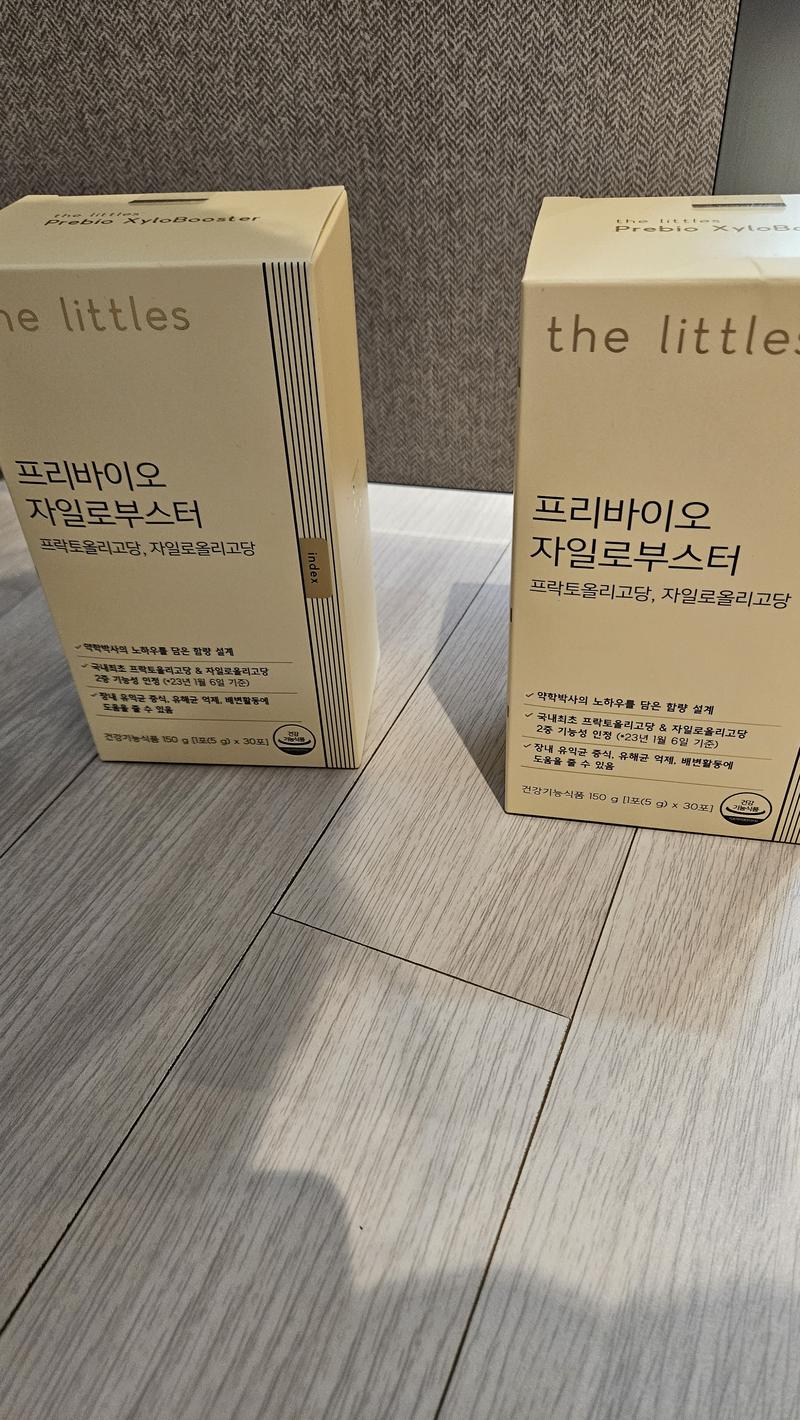 the littles
Prebio XyloBooster
he littles
프리바이오
자일로부스터
프락토올리고당, 자일로올리고당
index
✓약학박사의 노하우를 담은 함량 설계
✓국내최초 프락토올리고당 & 자일로올리고당
2중 기능성 인정 (*23년 1월 6일 기준)
✓장내 유익균 증식, 유해균 억제, 배변활동에
도움을 줄 수 있음
건강기능식품 150 g [1포(5 g) x 30포]
건강
기능식품
the littles
Prebio XyloBo
the littles
프리바이오
자일로부스터
프락토올리고당, 자일로올리고당
✓약학박사의 노하우를 담은 함량 설계
✓국내최초 프락토올리고당 & 자일로올리고당
2중 기능성 인정 (*23년 1월 6일 기준)
✓장내 유익균 증식, 유해균 억제, 배변활동에
도움을 줄 수 있음
건강기능식품 150 g [1포(5 g) x 30포]
건강
기능식품